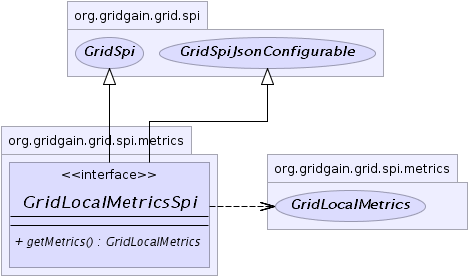 org.gridgain.grid.spi
GridSpi
GridSpiJsonConfigurable
org.gridgain.grid.spi.metrics
<<interface>>
GridLocalMetricsSpi
+ getMetrics() : GridLocalMetrics
org.gridgain.grid.spi.metrics
GridLocalMetrics